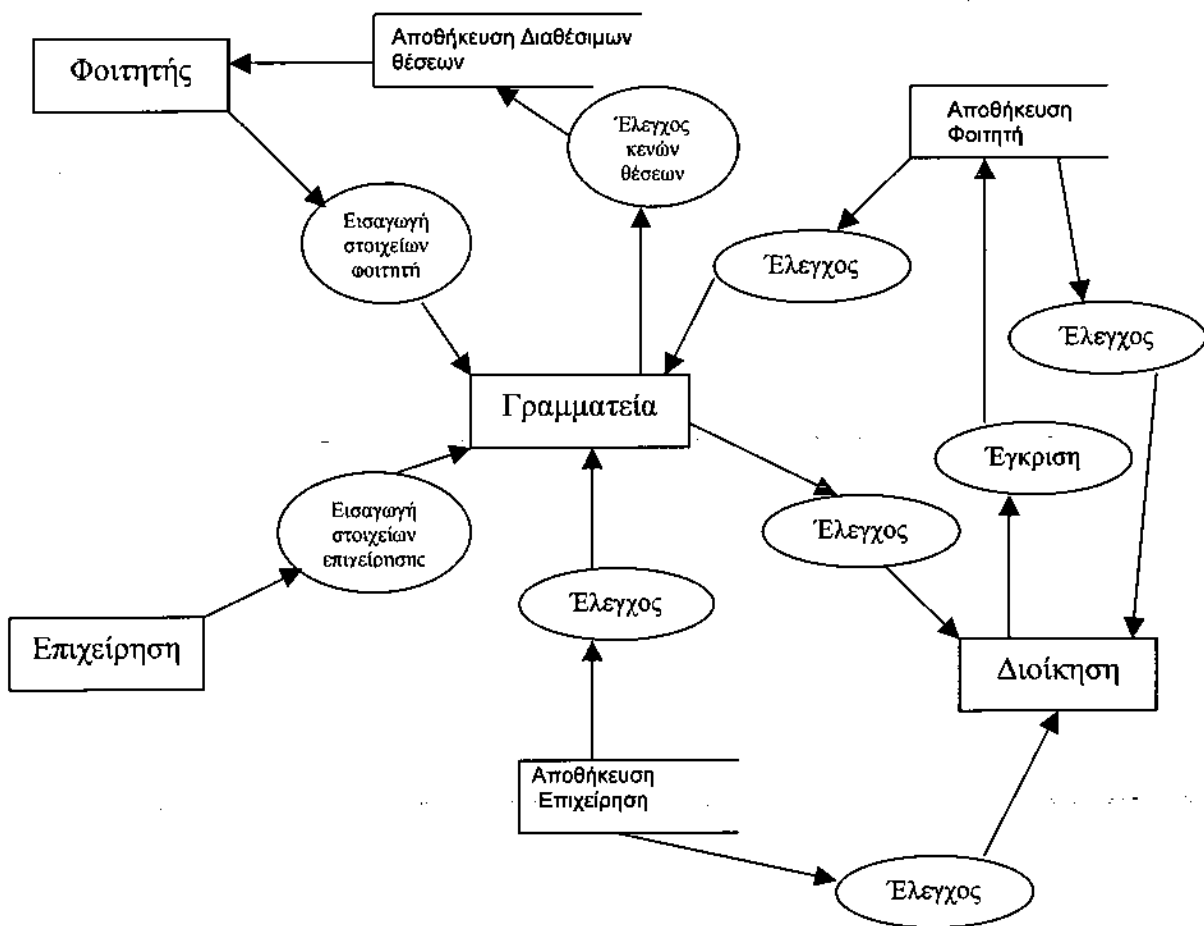 Φοιτητής
Αποθήκευση Διαθέσιμων
θέσεων
Έλεγχος
κενών
θέσεων
Αποθήκευση
Φοιτητή
Εισαγωγή
στοιχείων
φοιτητή
Έλεγχος
Έλεγχος
Γραμματεία
Έγκριση
Εισαγωγή
στοιχείων
επιχείρησης
Έλεγχος
Έλεγχος
Επιχείρηση
Διοίκηση
Αποθήκευση
Επιχείρηση
Έλεγχος